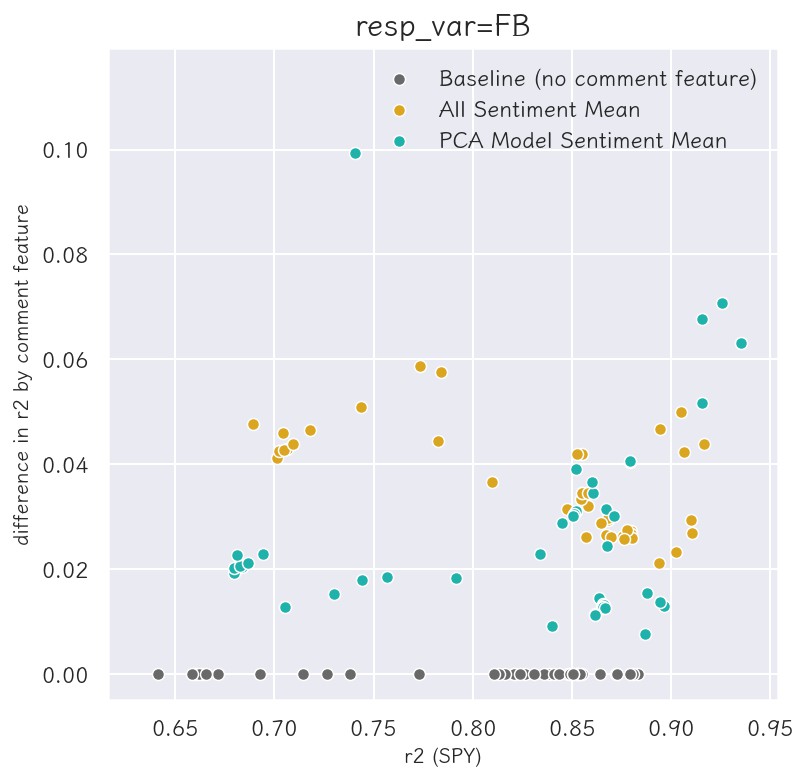 resp_var=FB
Baseline (no comment feature)
All Sentiment Mean
PCA Model Sentiment Mean
difference in r2 by comment feature
0.10
0.08
0.06
0.04
0.02
0.00
0.65 0.70 0.75 0.80 0.85 0.90 0.95
r2 (SPY)